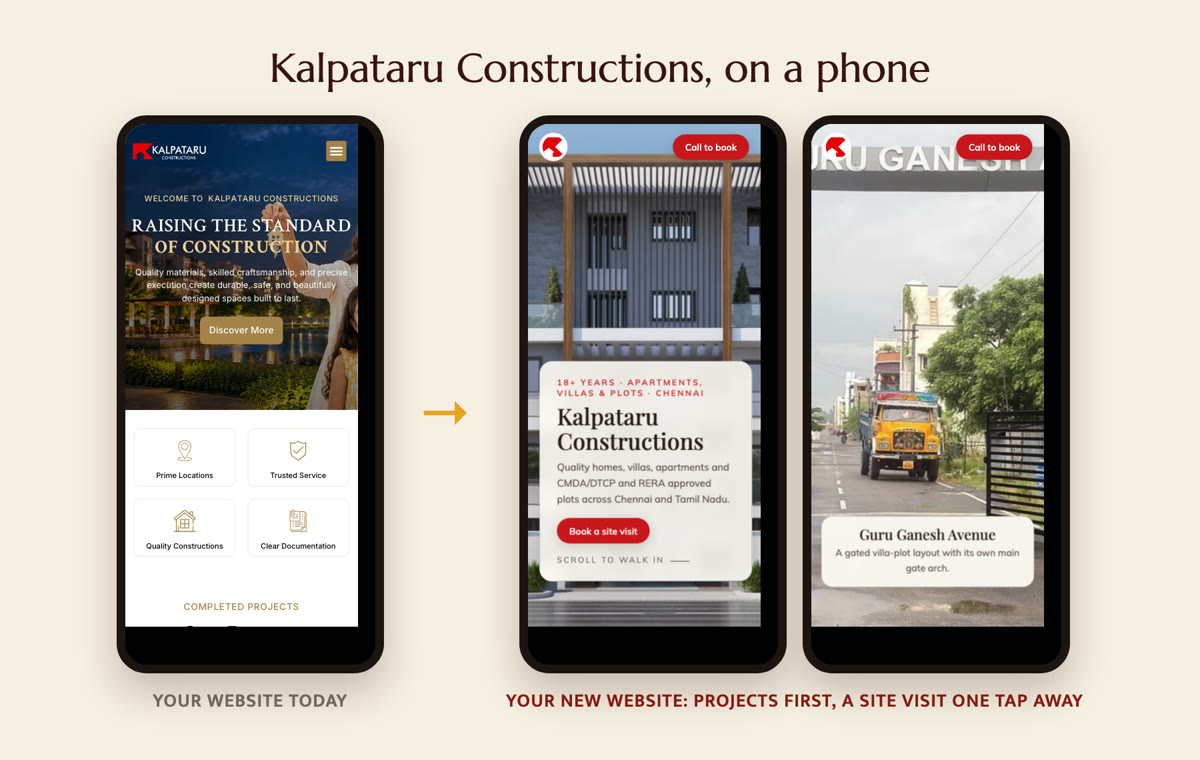 Kalpataru Constructions, on a phone
KALPATARU
CONSTRUCTIONS
WELCOME TO KALPATARU CONSTRUCTIONS
RAISING THE STANDARD
OF CONSTRUCTION
Quality materials, skilled craftsmanship, and precise
execution create durable, safe, and beautifully
designed spaces built to last.
Discover More
Prime Locations
Trusted Service
Quality Constructions
Clear Documentation
COMPLETED PROJECTS
YOUR WEBSITE TODAY
Call to book
18+ YEARS · APARTMENTS,
VILLAS & PLOTS · CHENNAI
Kalpataru
Constructions
Quality homes, villas, apartments and
CMDA/DTCP and RERA approved
plots across Chennai and Tamil Nadu.
Book a site visit
SCROLL TO WALK IN
Call to book
Guru Ganesh Avenue
A gated villa-plot layout with its own main
gate arch.
YOUR NEW WEBSITE: PROJECTS FIRST, A SITE VISIT ONE TAP AWAY